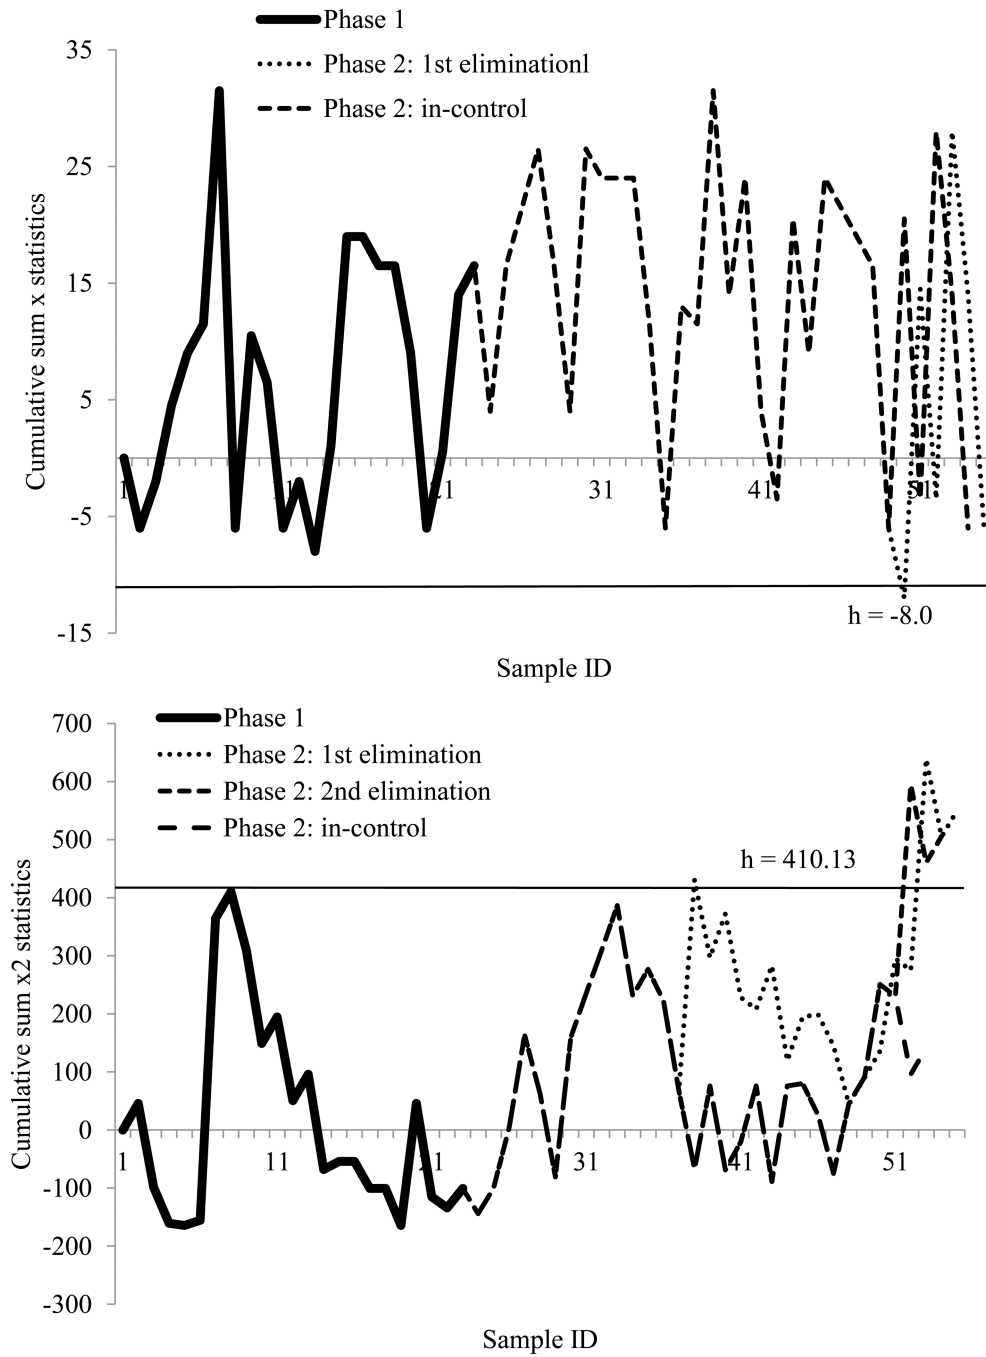 Phase 1
Phase 2: 1st eliminationl
Phase 2: in-control
35
25
15
5
-5
-15
Cumulative sum x statistics
1
11
21
31
41
51
h = -8.0
Sample ID
Phase 1
Phase 2: 1st elimination
Phase 2: 2nd elimination
Phase 2: in-control
700
600
500
400
300
200
100
0
-100
-200
-300
Cumulative sum x2 statistics
h = 410.13
1
11
21
31
41
51
Sample ID